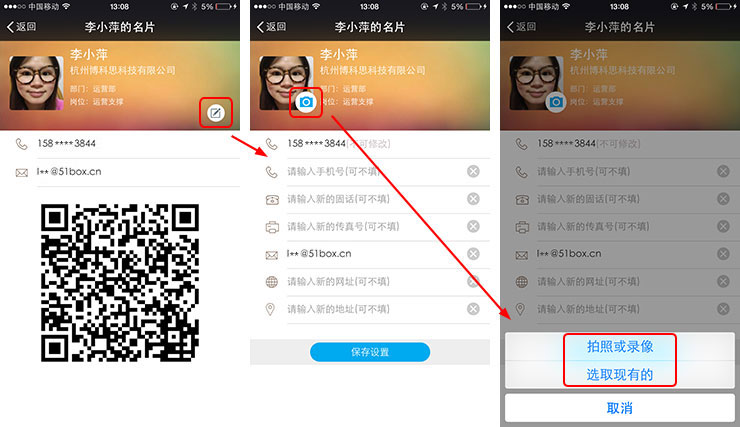 中国移动 13:08 5%
返回 李小萍的名片
李小萍
杭州博科思科技有限公司
部门：运营部
岗位：运营支撑
158 ****3844
l** @51box.cn
中国移动 13:08 5%
返回 李小萍的名片
李小萍
杭州博科思科技有限公司
部门：运营部
岗位：运营支撑
158 ****3844(不可修改)
请输入手机号(可不填)
请输入新的固话(可不填)
请输入新的传真号(可不填)
l** @51box.cn
请输入新的网址(可不填)
请输入新的地址(可不填)
保存设置
中国移动 13:08 5%
返回 李小萍的名片
李小萍
杭州博科思科技有限公司
部门：运营部
岗位：运营支撑
158 ****3844(不可修改)
请输入手机号(可不填)
请输入新的固话(可不填)
请输入新的传真号(可不填)
l** @51box.cn
请输入新的网址(可不填)
请输入新的地址(可不填)
拍照或录像
选取现有的
取消